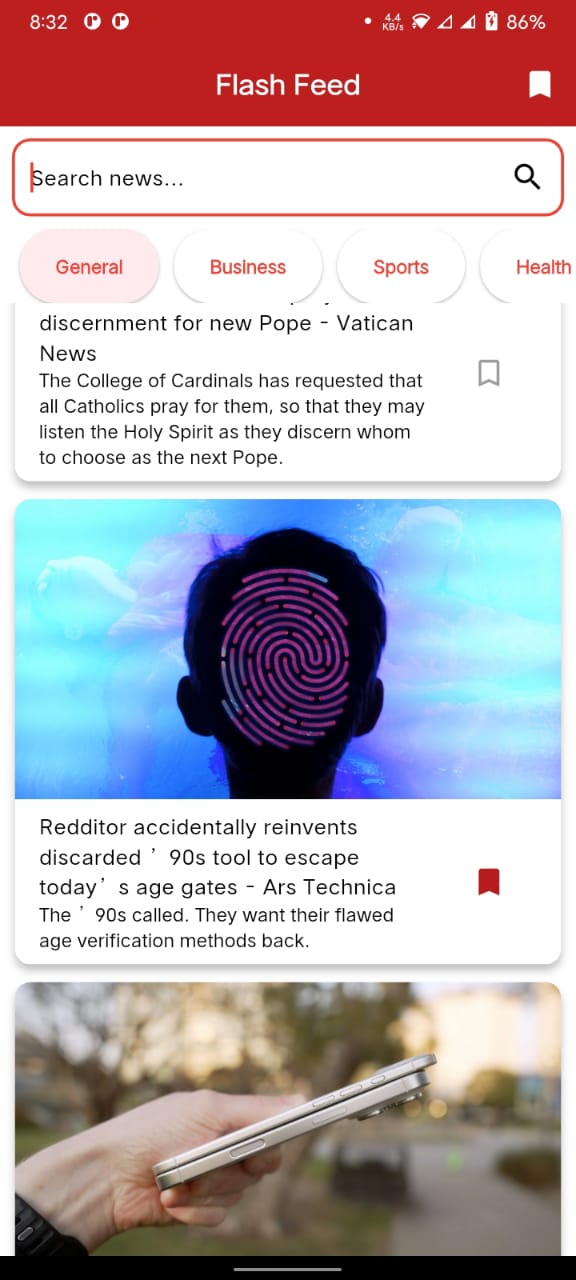 8:32
4.4
KB/s
86%
Flash Feed
Search news...
General Business Sports Health
discernment for new Pope - Vatican
News
The College of Cardinals has requested that
all Catholics pray for them, so that they may
listen the Holy Spirit as they discern whom
to choose as the next Pope.
Redditor accidentally reinvents
discarded ’90s tool to escape
today’s age gates - Ars Technica
The ’90s called. They want their flawed
age verification methods back.